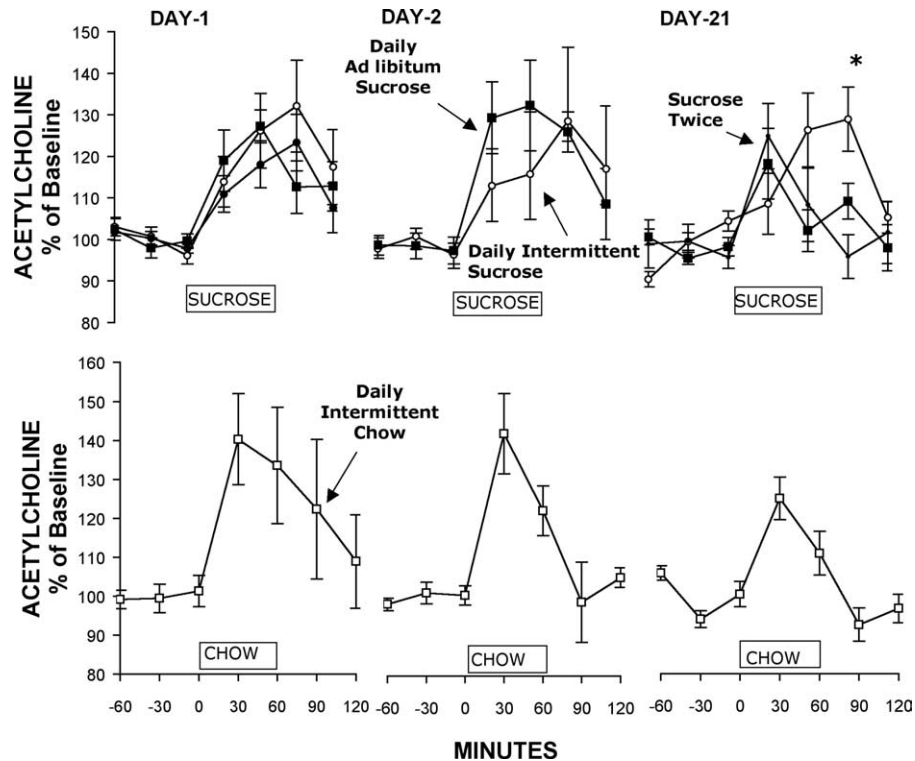 DAY-1
DAY-2
DAY-21
ACETYLCHOLINE
% of Baseline
150
140
130
120
110
100
90
80
SUCROSE
Daily
Ad libitum
Sucrose
Daily Intermittent
Sucrose
SUCROSE
*
Sucrose
Twice
SUCROSE
ACETYLCHOLINE
% of Baseline
160
150
140
130
120
110
100
90
80
Daily
Intermittent
Chow
CHOW
CHOW
CHOW
-60 -30 0 30 60 90 120
-60 -30 0 30 60 90 120
-60 -30 0 30 60 90 120
MINUTES